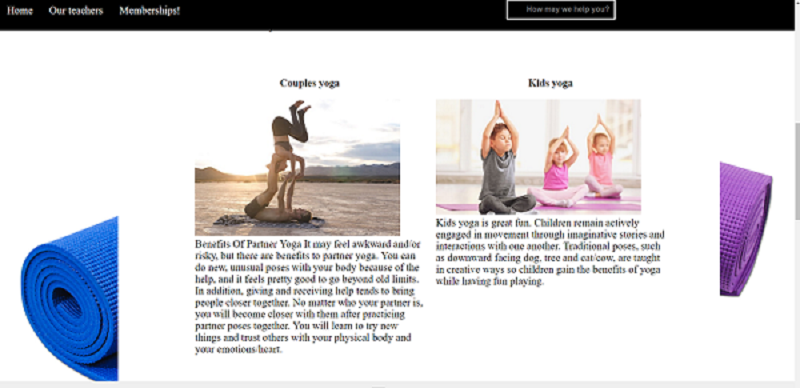 Home Our teachers Memberships!
How may we help you?
Couples yoga
Kids yoga
Benefits Of Partner Yoga It may feel awkward and/or
risky, but there are benefits to partner yoga. You can
do new, unusual poses with your body because of the
help, and it feels pretty good to go beyond old limits.
In addition, giving and receiving help tends to bring
people closer together. No matter who your partner is,
you will become closer with them after practicing
partner poses together. You will learn to try new
things and trust others with your physical body and
your emotions/heart.
Kids yoga is great fun. Children remain actively
engaged in movement through imaginative stories and
interactions with one another. Traditional poses, such
as downward facing dog, tree and cat/cow, are taught
in creative ways so children gain the benefits of yoga
while having fun playing.